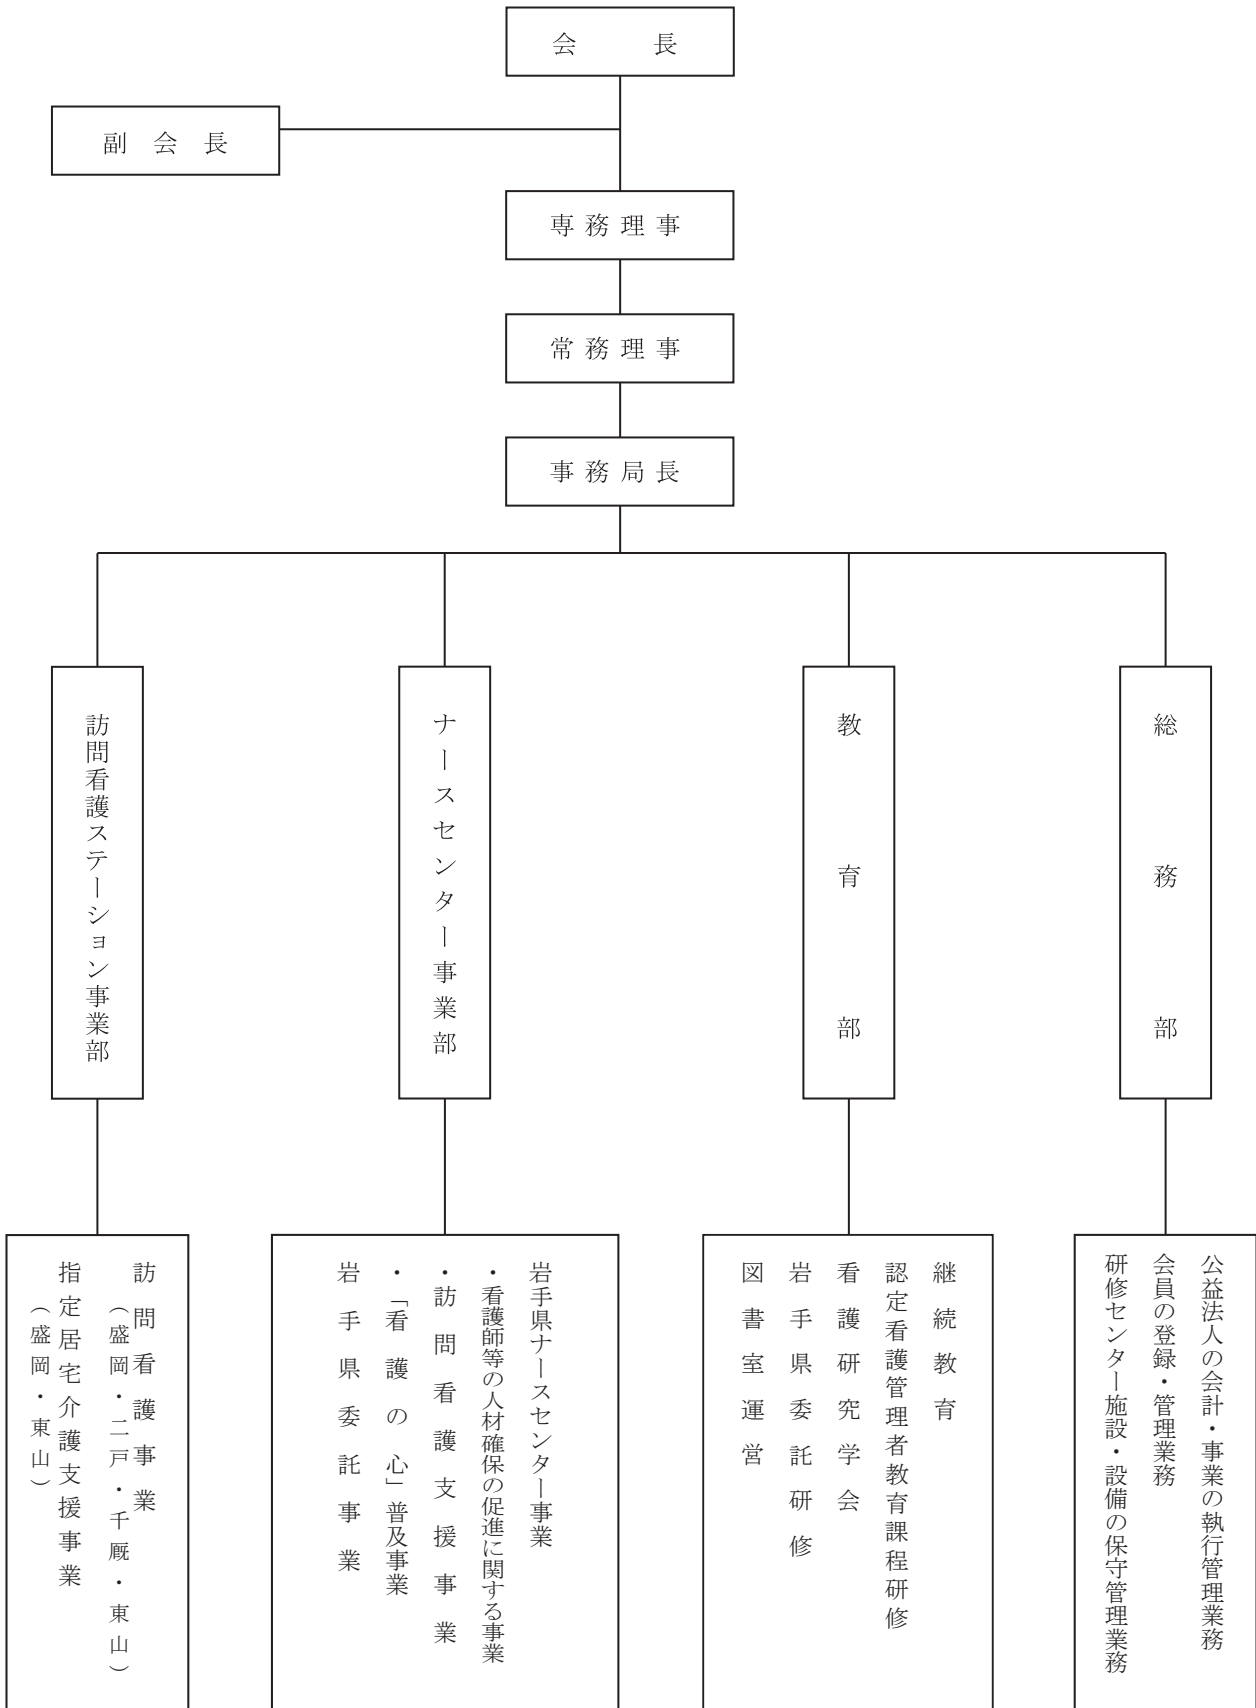 会長
副会長
専務理事
常務理事
事務局長
総務部
教育部
ナースセンター事業部
訪問看護ステーション事業部
公益法人の会計・事業の執行管理業務
会員の登録・管理業務
研修センター施設・設備の保守管理業務
継続教育
認定看護管理者教育課程研修
看護研究学会
岩手県委託研修
図書室運営
岩手県ナースセンター事業
・看護師等の人材確保の促進に関する事業
・訪問看護支援事業
・「看護の心」普及事業
岩手県委託事業
訪問看護事業
(盛岡・二戸・千厩・東山)
指定居宅介護支援事業
(盛岡・東山)